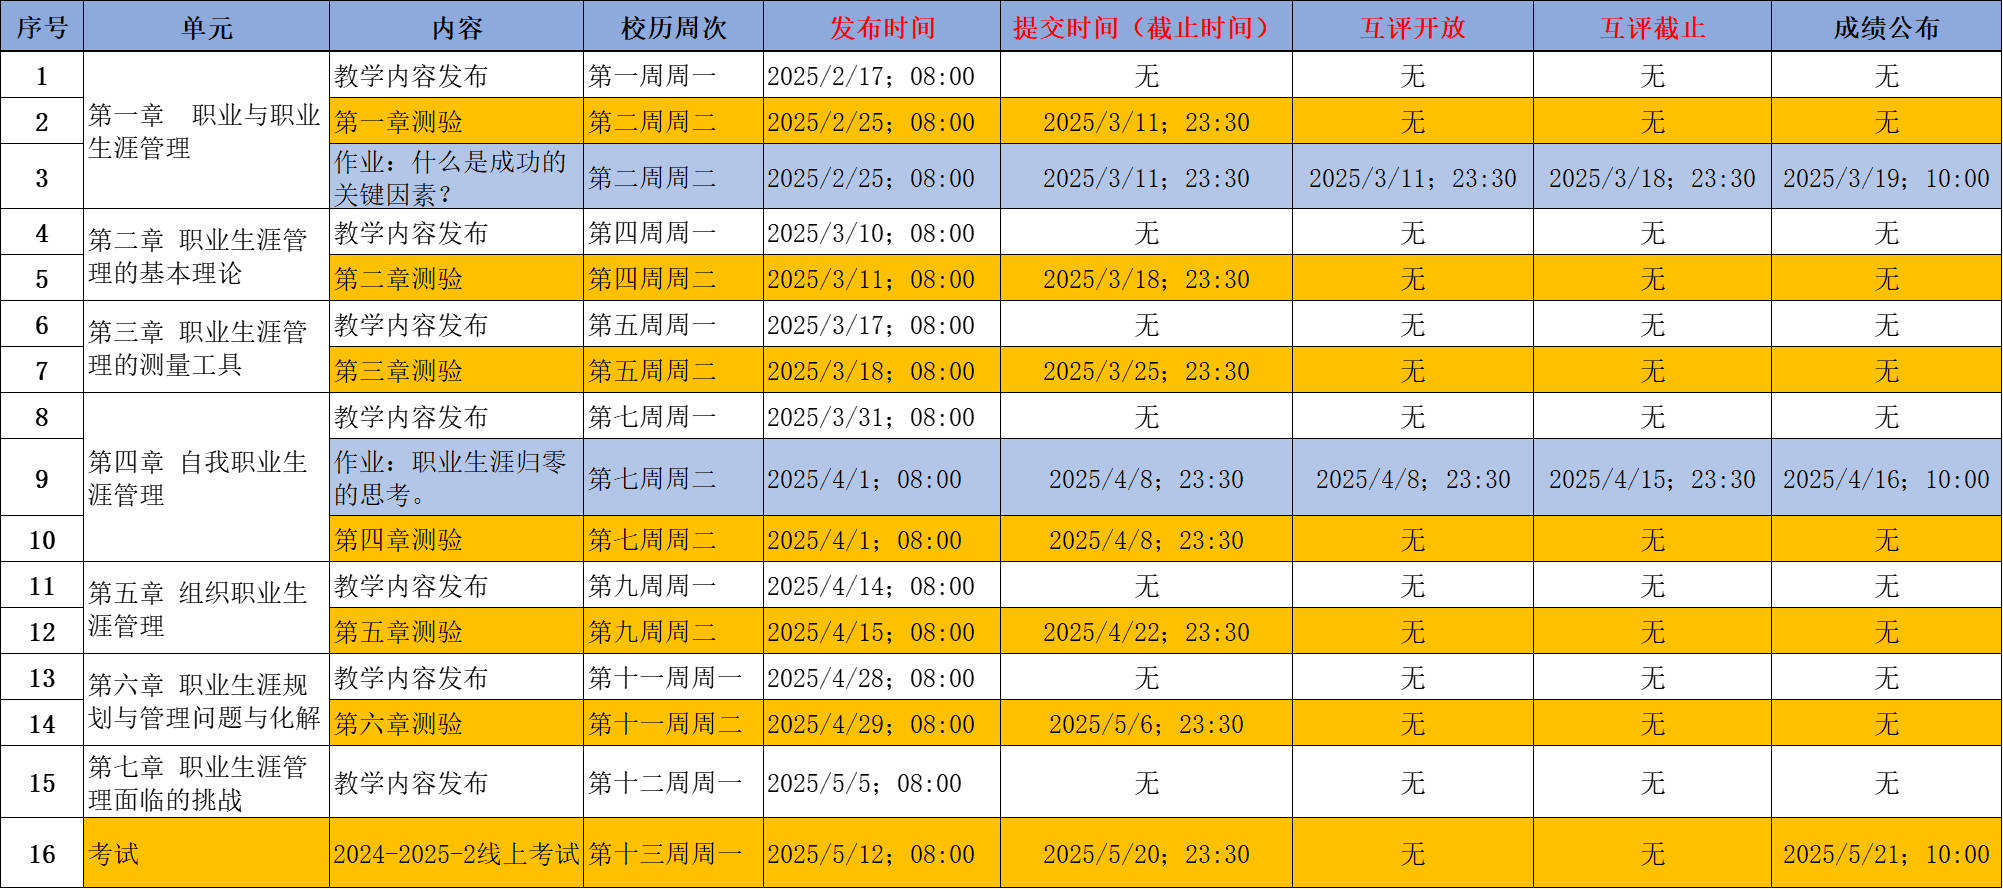 序号 单元 内容 校历周次 发布时间 提交时间（截止时间） 互评开放 互评截止 成绩公布
1 第一章 职业与职业生涯管理 教学内容发布 第一周周一 2025/2/17；08:00 无 无 无 无
2 第一章测验 第二周周二 2025/2/25；08:00 2025/3/11；23:30 无 无 无
3 作业：什么是成功的关键因素？ 第二周周二 2025/2/25；08:00 2025/3/11；23:30 2025/3/11；23:30 2025/3/18；23:30 2025/3/19；10:00
4 第二章 职业生涯管理的基本理论 教学内容发布 第四周周一 2025/3/10；08:00 无 无 无 无
5 第二章测验 第四周周二 2025/3/11；08:00 2025/3/18；23:30 无 无 无
6 第三章 职业生涯管理的测量工具 教学内容发布 第五周周一 2025/3/17；08:00 无 无 无 无
7 第三章测验 第五周周二 2025/3/18；08:00 2025/3/25；23:30 无 无 无
8 第四章 自我职业生涯管理 教学内容发布 第七周周一 2025/3/31；08:00 无 无 无 无
9 作业：职业生涯归零的思考。 第七周周二 2025/4/1；08:00 2025/4/8；23:30 2025/4/8；23:30 2025/4/15；23:30 2025/4/16；10:00
10 第四章测验 第七周周二 2025/4/1；08:00 2025/4/8；23:30 无 无 无
11 第五章 组织职业生涯管理 教学内容发布 第九周周一 2025/4/14；08:00 无 无 无 无
12 第五章测验 第九周周二 2025/4/15；08:00 2025/4/22；23:30 无 无 无
13 第六章 职业生涯规划与管理问题与化解 教学内容发布 第十一周周一 2025/4/28；08:00 无 无 无 无
14 第六章测验 第十一周周二 2025/4/29；08:00 2025/5/6；23:30 无 无 无
15 第七章 职业生涯管理面临的挑战 教学内容发布 第十二周周一 2025/5/5；08:00 无 无 无 无
16 考试 2024-2025-2线上考试 第十三周周一 2025/5/12；08:00 2025/5/20；23:30 无 无 2025/5/21；10:00